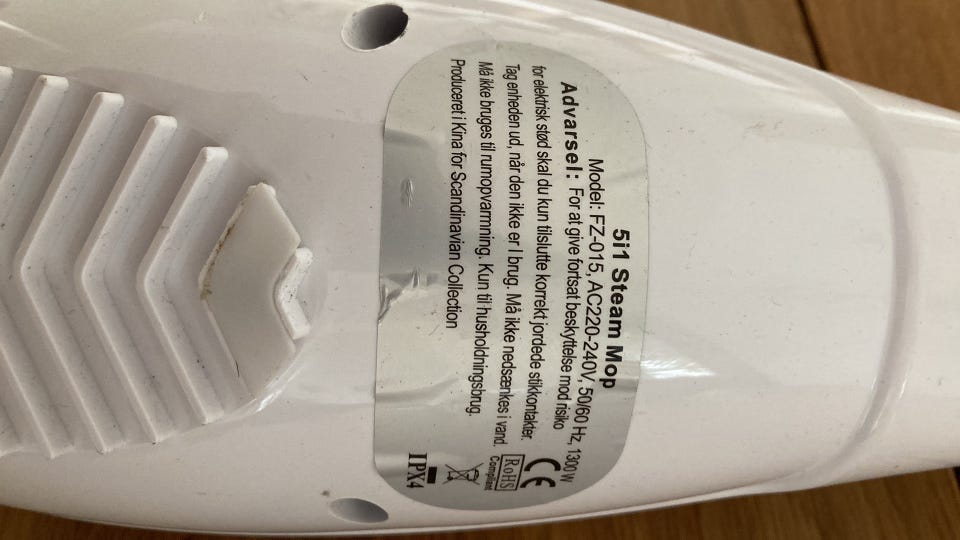 5i1 Steam Mop
Model: FZ-015, AC220-240V, 50/60 Hz, 1300 W
Advarsel: For at give fortsat beskyttelse mod risiko
for elektrisk stød skal du kun tilslutte korrekt jordede stikkontakter.
Tag enheden ud, når den ikke er I brug. Må ikke nedsænkes i vand.
Må ikke bruges til rumopvarmning. Kun til husholdningsbrug.
Produceret i Kina for Scandinavian Collection
CE
RoHS
Compliant
IPX4